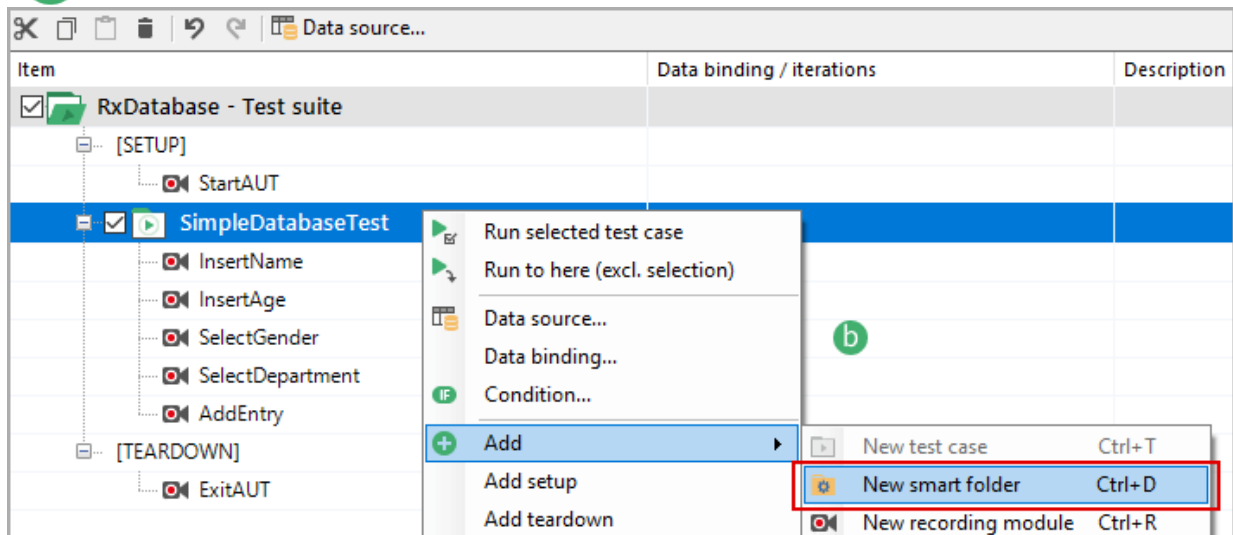 Data source...
Item Data binding / iterations Description
RxDatabase - Test suite
[SETUP]
StartAUT
SimpleDatabaseTest
InsertName
InsertAge
SelectGender
SelectDepartment
AddEntry
[TEARDOWN]
ExitAUT
Run selected test case
Run to here (excl. selection)
Data source...
Data binding...
IF Condition...
Add
Add setup
Add teardown
b
New test case Ctrl+T
New smart folder Ctrl+D
New recording module Ctrl+R